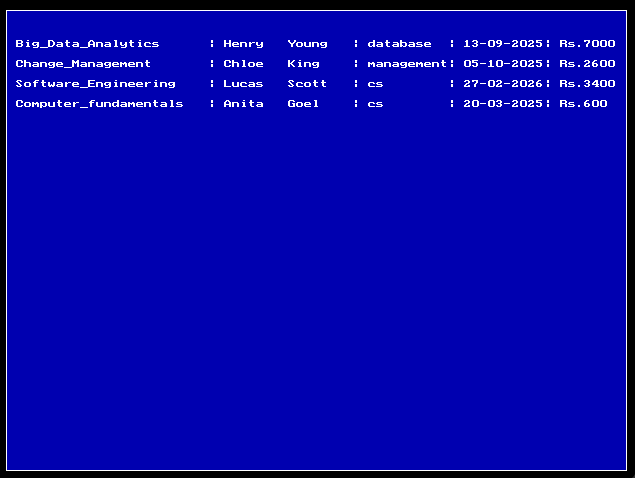 Big_Data_Analytics ¦ Henry Young ¦ database ¦ 13-09-2025¦ Rs.7000
Change_Management ¦ Chloe King ¦ management¦ 05-10-2025¦ Rs.2600
Software_Engineering ¦ Lucas Scott ¦ cs ¦ 27-02-2026¦ Rs.3400
Computer_fundamentals ¦ Anita Goel ¦ cs ¦ 20-03-2025¦ Rs.600